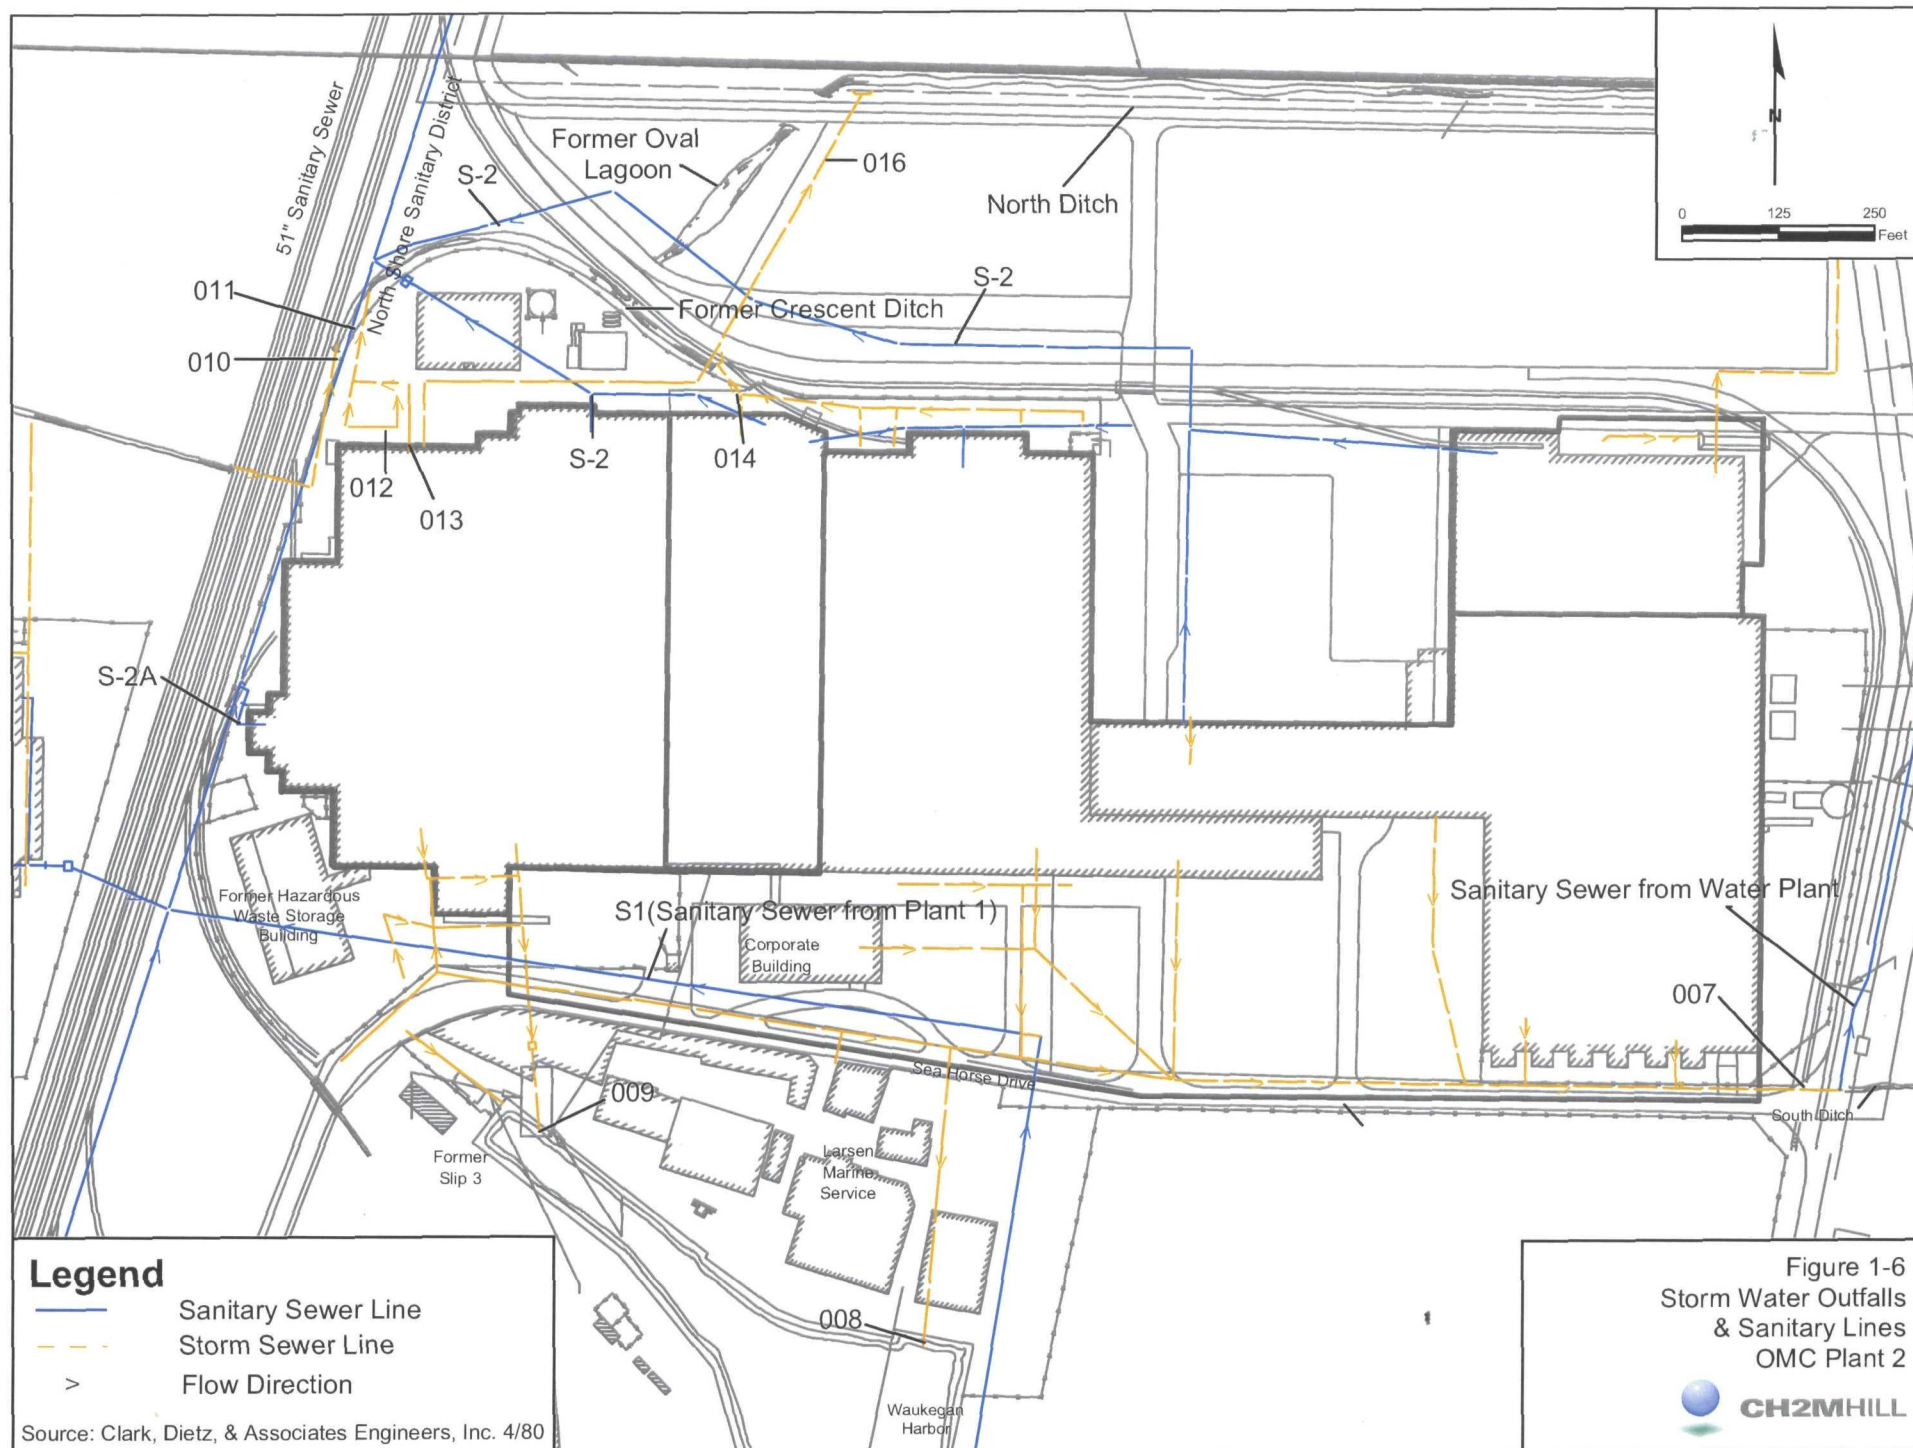 N
0 125 250
Feet
51" Sanitary Sewer
North Shore Sanitary District
Former Oval
Lagoon
S-2
016
North Ditch
011
Former Crescent Ditch
S-2
010
S-2
014
012
013
S-2A
Former Hazardous
Waste Storage
Building
S1(Sanitary Sewer from Plant 1)
Corporate
Building
Sanitary Sewer from Water Plant
007
Sea Horse Drive
South Ditch
009
Former
Slip 3
Larsen
Marine
Service
008
Waukegan
Harbor
Legend
Sanitary Sewer Line
Storm Sewer Line
> Flow Direction
Source: Clark, Dietz, & Associates Engineers, Inc. 4/80
Figure 1-6
Storm Water Outfalls
& Sanitary Lines
OMC Plant 2
CH2MHILL